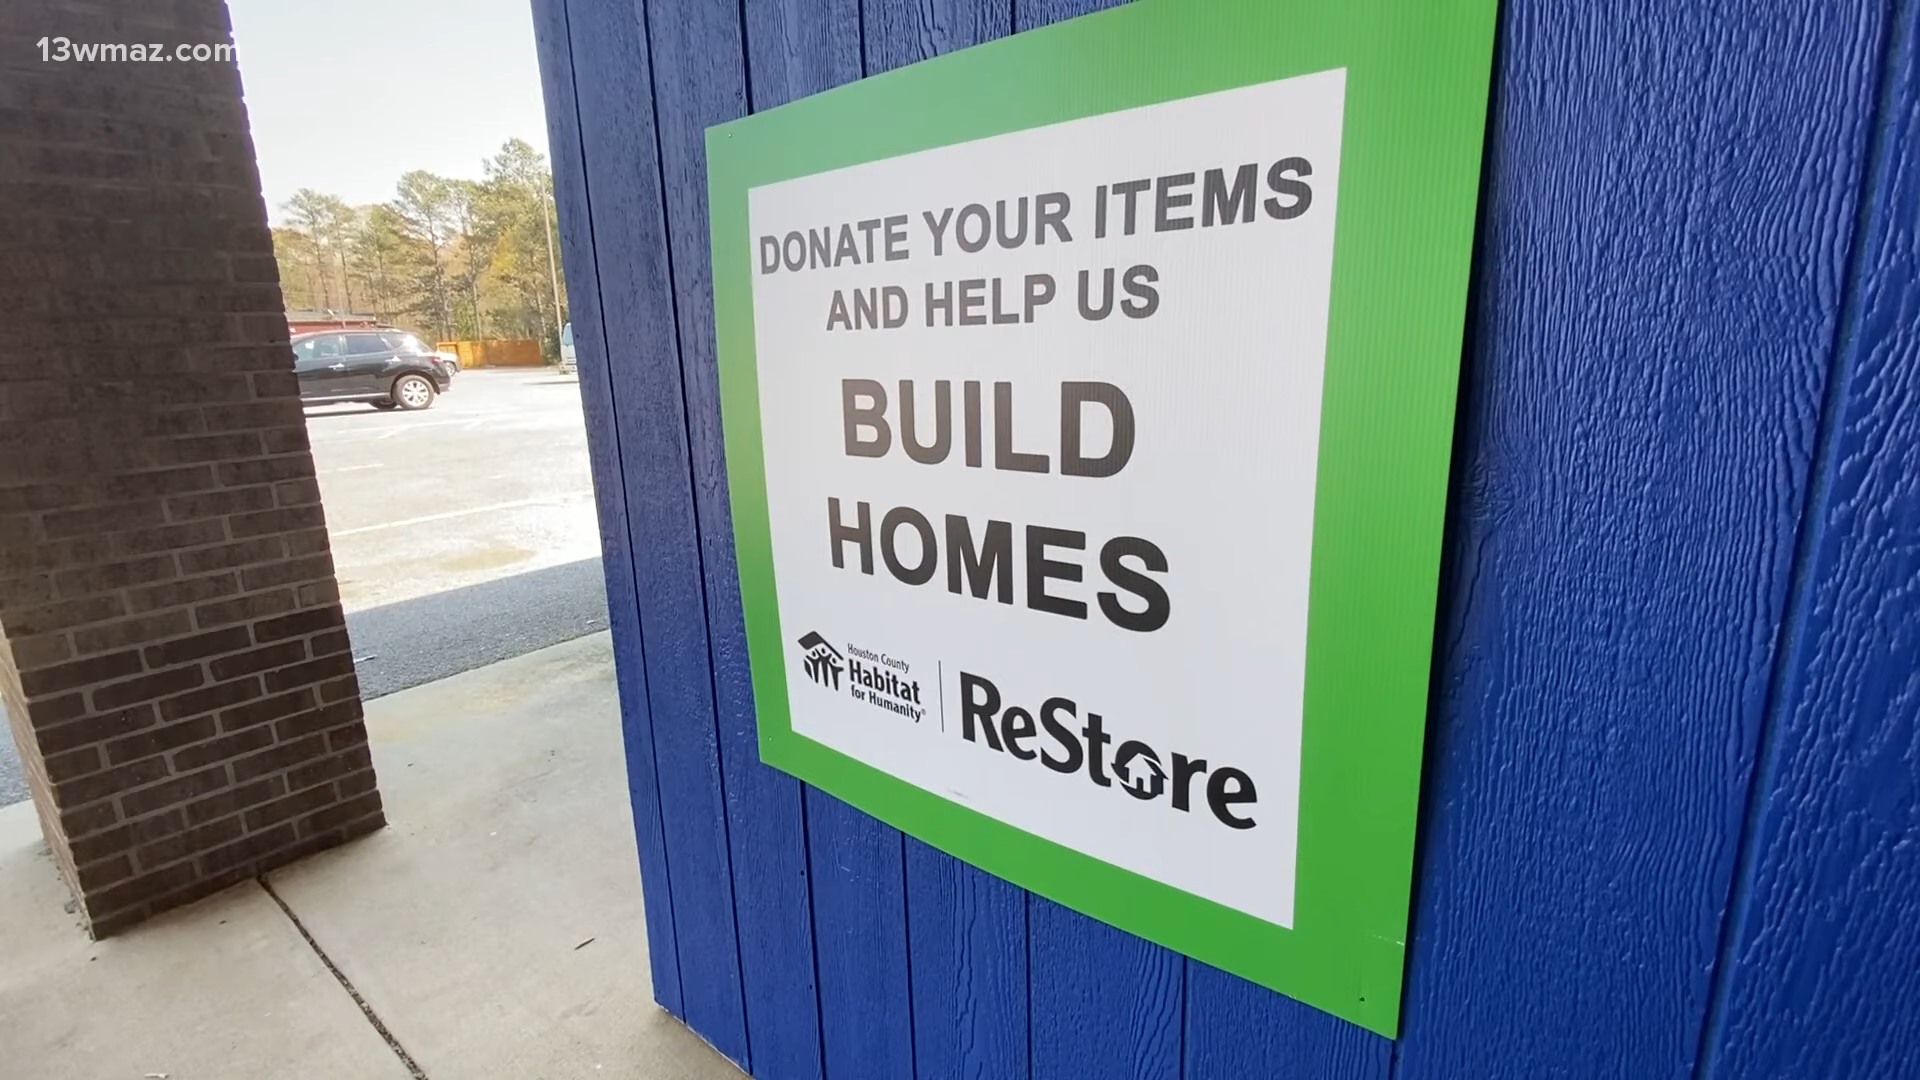 13wmaz.com
DONATE YOUR ITEMS
AND HELP US
BUILD
HOMES
Houston County
Habitat
for Humanity®
ReStore